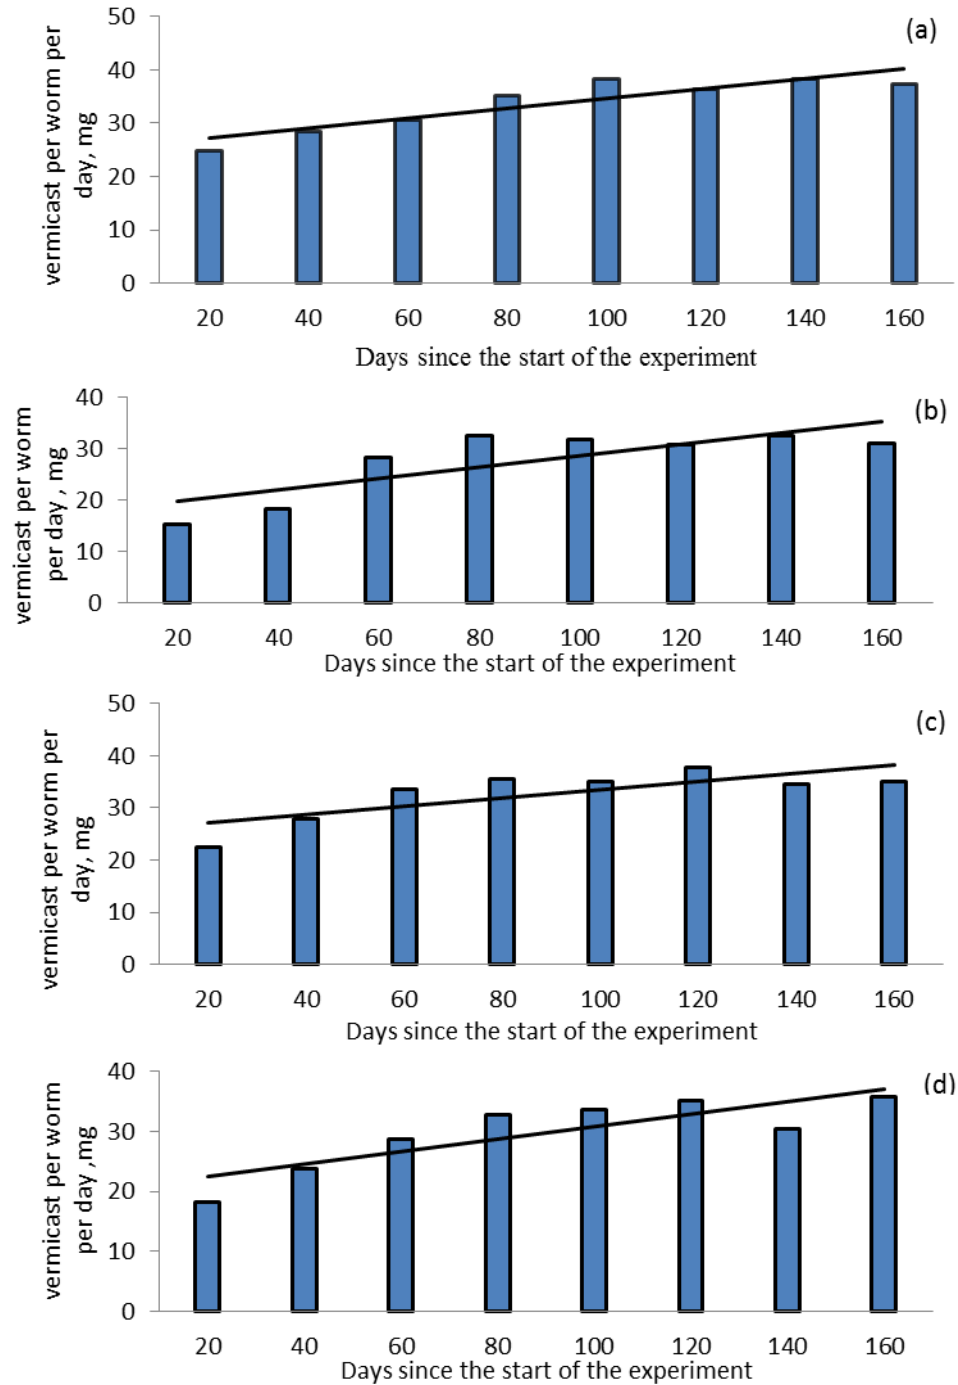 (a)
vermicast per worm per
day, mg
50
40
30
20
10
0
20 40 60 80 100 120 140 160
Days since the start of the experiment
(b)
vermicast per worm
per day , mg
40
30
20
10
0
20 40 60 80 100 120 140 160
Days since the start of the experiment
(c)
vermicast per worm per
day, mg
50
40
30
20
10
0
20 40 60 80 100 120 140 160
Days since the start of the experiment
(d)
vermicast per worm
per day ,mg
40
30
20
10
0
20 40 60 80 100 120 140 160
Days since the start of the experiment